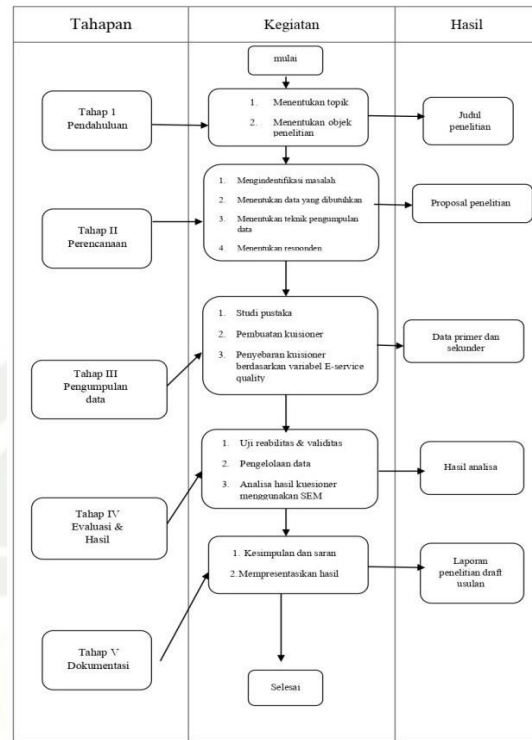 Tahapan
Kegiatan
Hasil
mulai
Tahap 1
Pendahuluan
1. Menentukan topik
2. Menentukan objek
penelitian
Judul
penelitian
Tahap II
Perencanaan
1. Mengindentifikasi masalah
2. Menentukan data yang dibutuhkan
3. Menentukan teknik pengumpulan
data
4. Menentukan responden
Proposal penelitian
Tahap III
Pengumpulan
data
1. Studi pustaka
2. Pembuatan kuisioner
3. Penyebaran kuisioner
berdasarkan variabel E-service
quality
Data primer dan
sekunder
Tahap IV
Evaluasi &
Hasil
1. Uji reabilitas & validitas
2. Pengelolaan data
3. Analisa hasil kuesioner
menggunakan SEM
Hasil analisa
Tahap V
Dokumentasi
1. Kesimpulan dan saran
2. Mempresentasikan hasil
Laporan
penelitian draft
usulan
Selesai